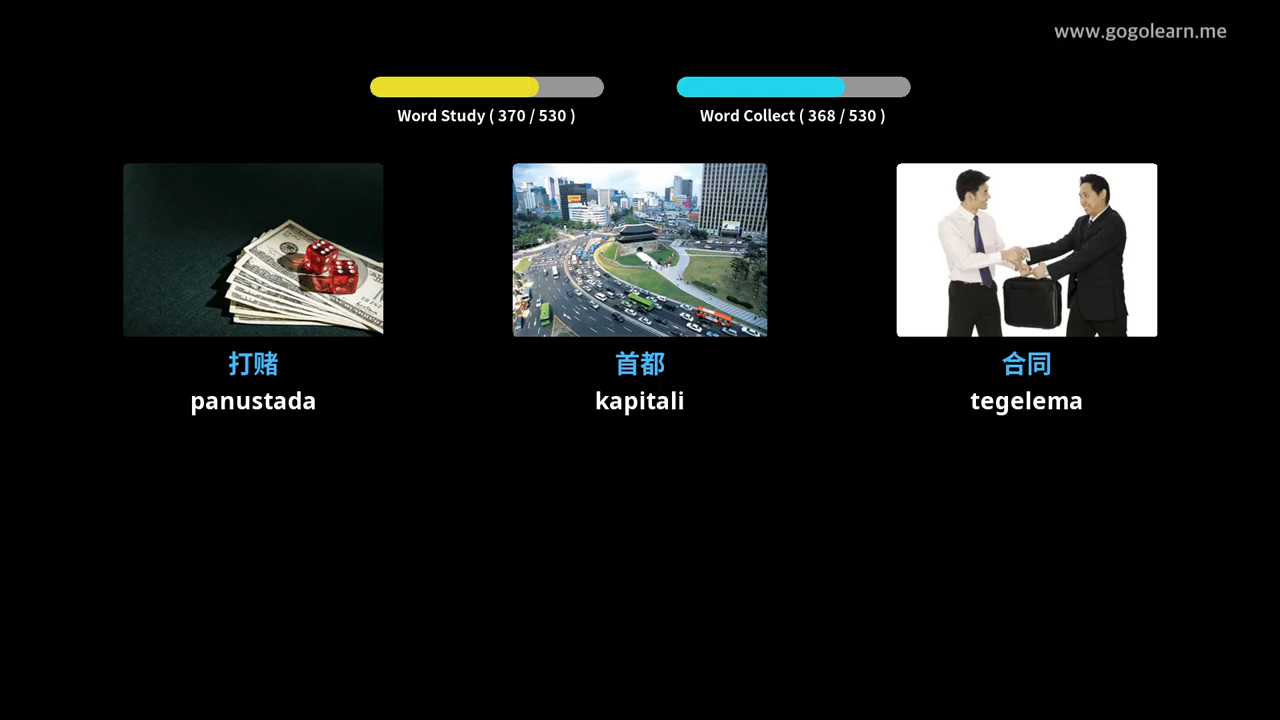 www.gogolearn.me
Word Study ( 370 / 530 )
Word Collect ( 368 / 530 )
打赌
首都
合同
panustada
kapitali
tegelema